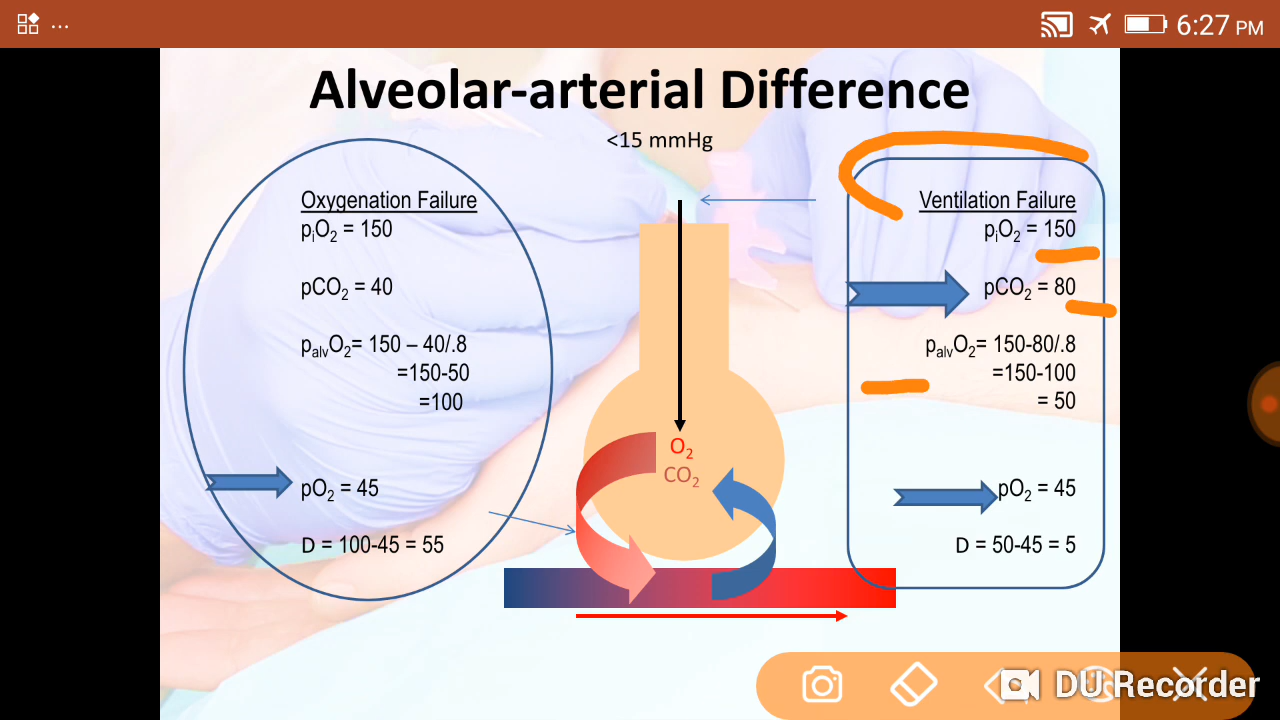 ... 6:27 PM
Alveolar-arterial Difference
<15 mmHg
Oxygenation Failure
piO2 = 150
pCO2 = 40
palvO2= 150 – 40/.8
=150-50
=100
pO2 = 45
D = 100-45 = 55
O2
CO2
Ventilation Failure
piO2 = 150
pCO2 = 80
palvO2= 150-80/.8
=150-100
= 50
pO2 = 45
D = 50-45 = 5
DU Recorder